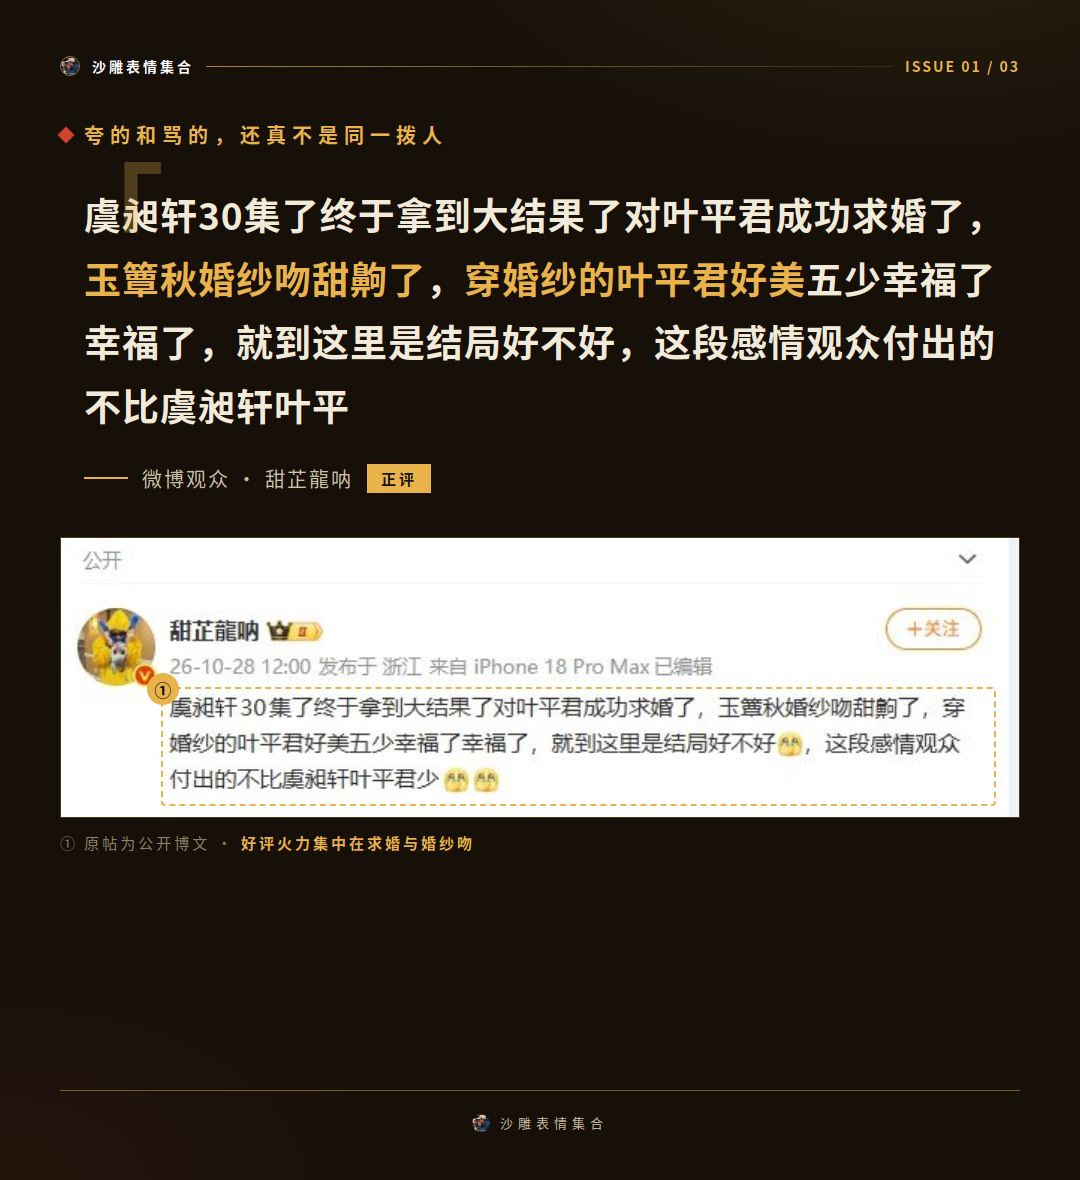 沙雕表情集合
ISSUE 01 / 03
夸的和骂的，还真不是同一拨人
「
虞昶轩30集了终于拿到大结果了对叶平君成功求婚了，
玉簟秋婚纱吻甜齁了，穿婚纱的叶平君好美五少幸福了
幸福了，就到这里是结局好不好，这段感情观众付出的
不比虞昶轩叶平
—— 微博观众 · 甜芷龍吶
正评
公开
甜芷龍吶 II
+关注
26-10-28 12:00 发布于 浙江 来自 iPhone 18 Pro Max 已编辑
①
虞昶轩30集了终于拿到大结果了对叶平君成功求婚了，玉簟秋婚纱吻甜齁了，穿
婚纱的叶平君好美五少幸福了幸福了，就到这里是结局好不好，这段感情观众
付出的不比虞昶轩叶平君少
① 原帖为公开博文 · 好评火力集中在求婚与婚纱吻
沙雕表情集合